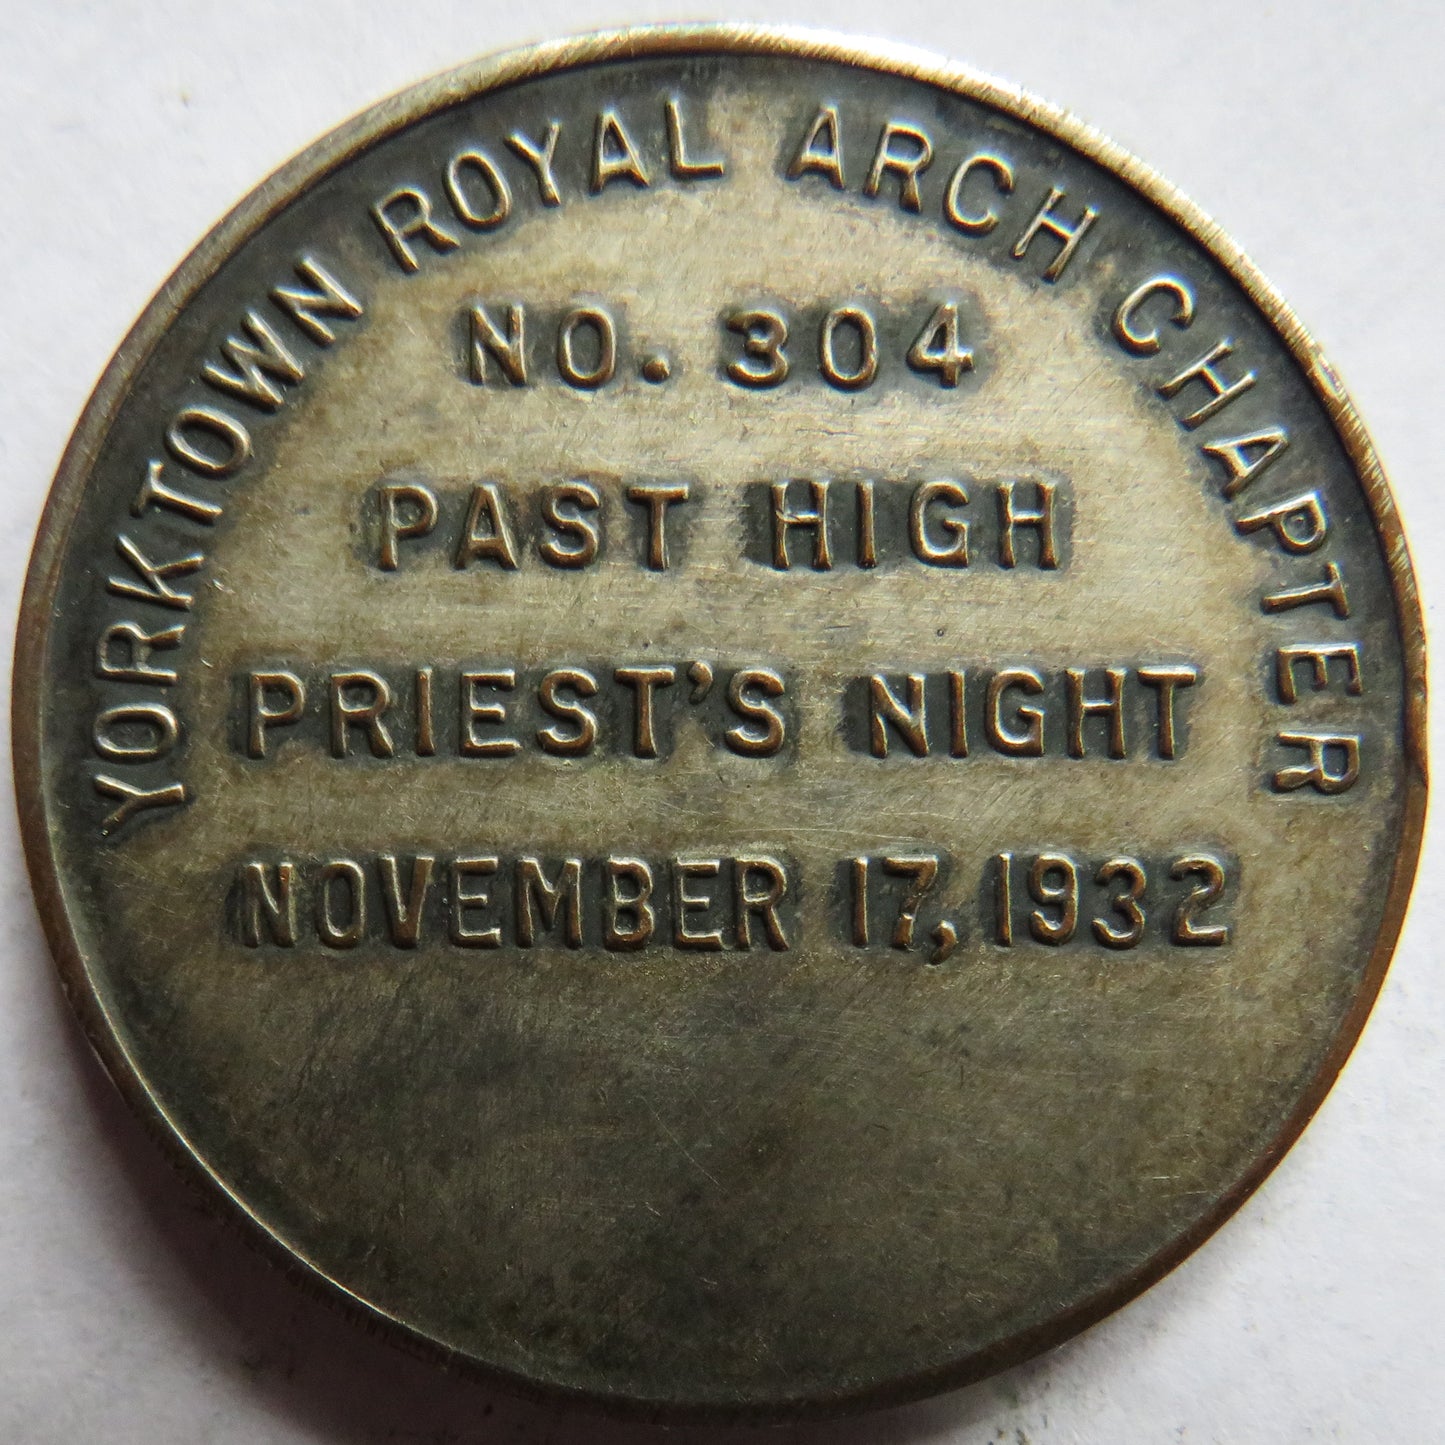 YORKTOWN ROYAL ARCH CHAPTER
NO. 304
PAST HIGH
PRIEST'S NIGHT
NOVEMBER 17, 1932